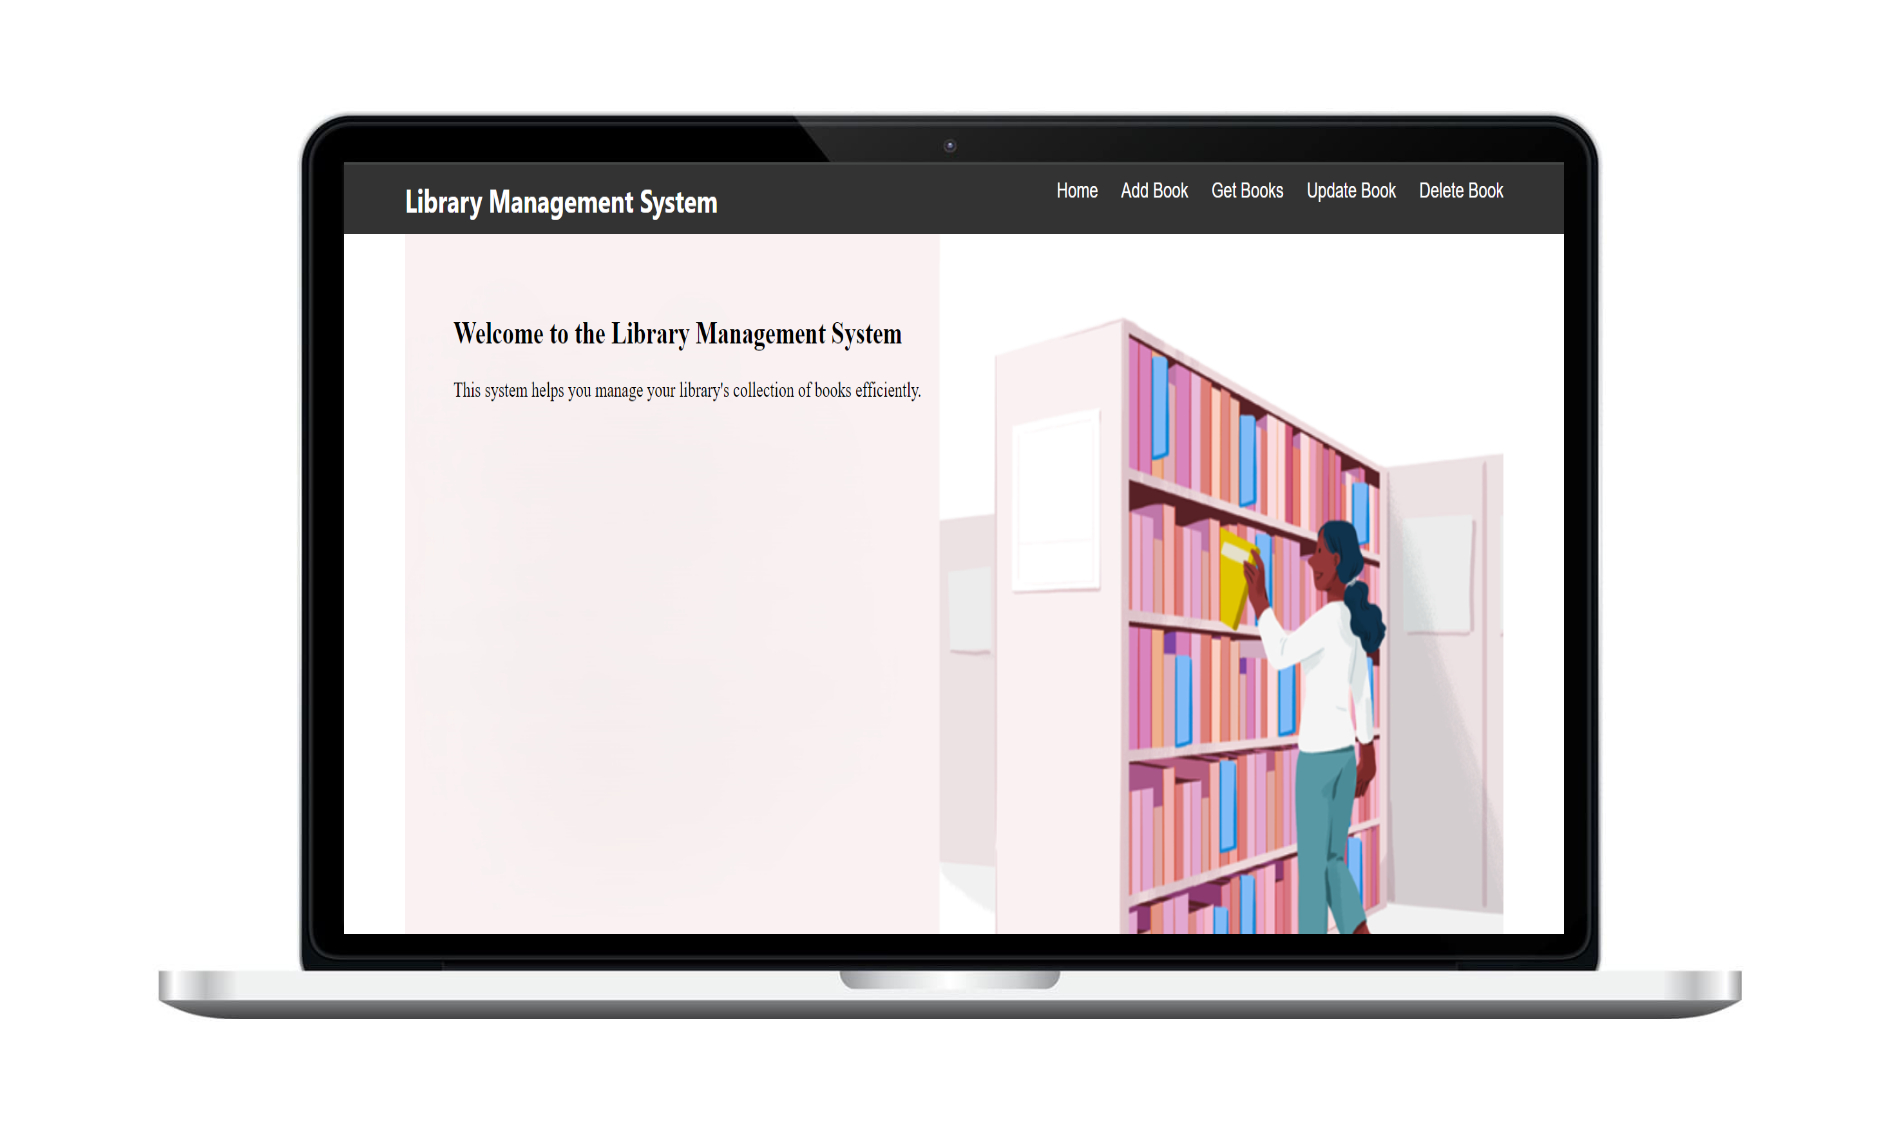 Library Management System
Home Add Book Get Books Update Book Delete Book
Welcome to the Library Management System
This system helps you manage your library's collection of books efficiently.